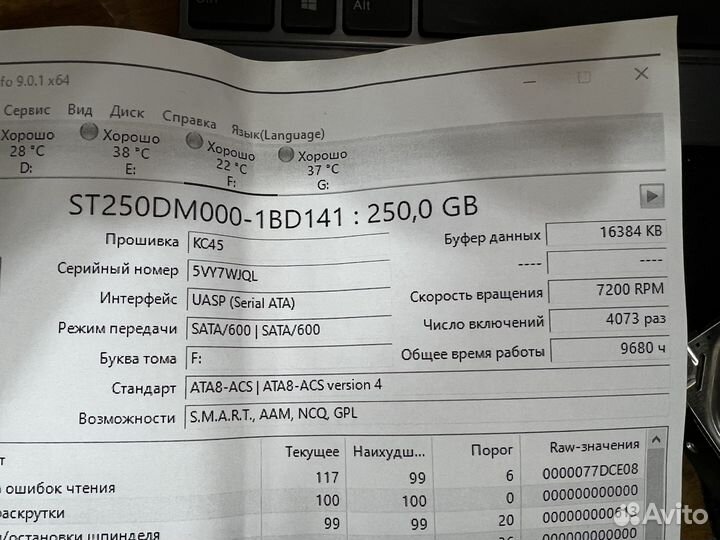 Alt
fo 9.0.1 x64
Сервис Вид Диск Справка Язык(Language)
Хорошо Хорошо Хорошо Хорошо
28 °C 38 °C 22 °C 37 °C
D: E: F: G:
ST250DM000-1BD141 : 250,0 GB
Прошивка KC45 Буфер данных 16384 KB
Серийный номер 5VY7WJQL ---- ----
Интерфейс UASP (Serial ATA) Скорость вращения 7200 RPM
Режим передачи SATA/600 | SATA/600 Число включений 4073 раз
Буква тома F: Общее время работы 9680 ч
Стандарт ATA8-ACS | ATA8-ACS version 4
Возможности S.M.A.R.T., AAM, NCQ, GPL
т Текущее Наихудш... Порог Raw-значения
ошибок чтения 117 99 6 0000077DCE08
раскрутки 100 100 0 000000000000
/остановки шпинделя 99 99 20
000000000000
Avito